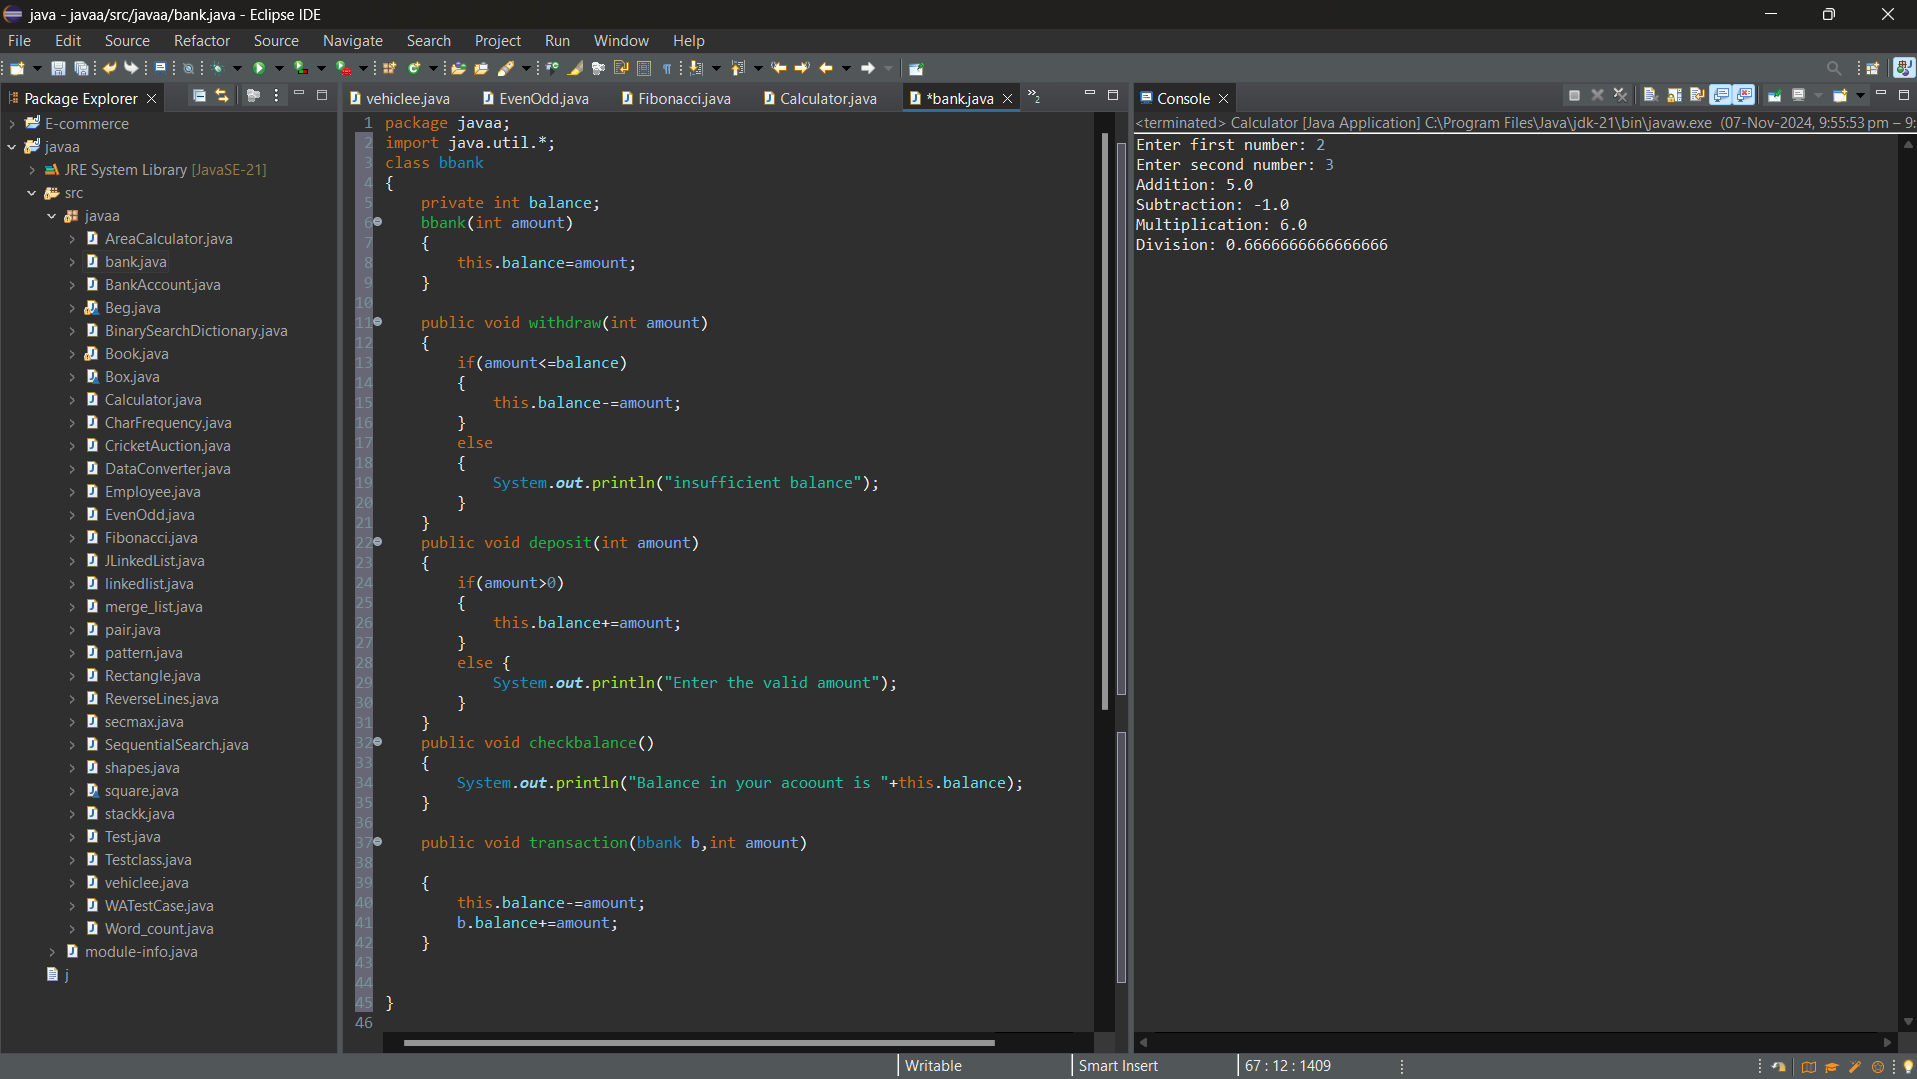 java - javaa/src/javaa/bank.java - Eclipse IDE
File Edit Source Refactor Source Navigate Search Project Run Window Help
Package Explorer
E-commerce
javaa
JRE System Library [JavaSE-21]
src
javaa
AreaCalculator.java
bank.java
BankAccount.java
Beg.java
BinarySearchDictionary.java
Book.java
Box.java
Calculator.java
CharFrequency.java
CricketAuction.java
DataConverter.java
Employee.java
EvenOdd.java
Fibonacci.java
JLinkedList.java
linkedlist.java
merge_list.java
pair.java
pattern.java
Rectangle.java
ReverseLines.java
secmax.java
SequentialSearch.java
shapes.java
square.java
stackk.java
Test.java
Testclass.java
vehiclee.java
WATestCase.java
Word_count.java
module-info.java
j
vehiclee.java EvenOdd.java Fibonacci.java Calculator.java *bank.java »2
1 package javaa;
2 import java.util.*;
3 class bbank
4 {
5 private int balance;
6 bbank(int amount)
7 {
8 this.balance=amount;
9 }
10
11 public void withdraw(int amount)
12 {
13 if(amount<=balance)
14 {
15 this.balance-=amount;
16 }
17 else
18 {
19 System.out.println("insufficient balance");
20 }
21 }
22 public void deposit(int amount)
23 {
24 if(amount>0)
25 {
26 this.balance+=amount;
27 }
28 else {
29 System.out.println("Enter the valid amount");
30 }
31 }
32 public void checkbalance()
33 {
34 System.out.println("Balance in your acoount is "+this.balance);
35 }
36
37 public void transaction(bbank b,int amount)
38
39 {
40 this.balance-=amount;
41 b.balance+=amount;
42 }
43
44
45 }
46
Console
<terminated> Calculator [Java Application] C:\Program Files\Java\jdk-21\bin\javaw.exe (07-Nov-2024, 9:55:53 pm – 9:
Enter first number: 2
Enter second number: 3
Addition: 5.0
Subtraction: -1.0
Multiplication: 6.0
Division: 0.6666666666666666
Writable Smart Insert 67 : 12 : 1409